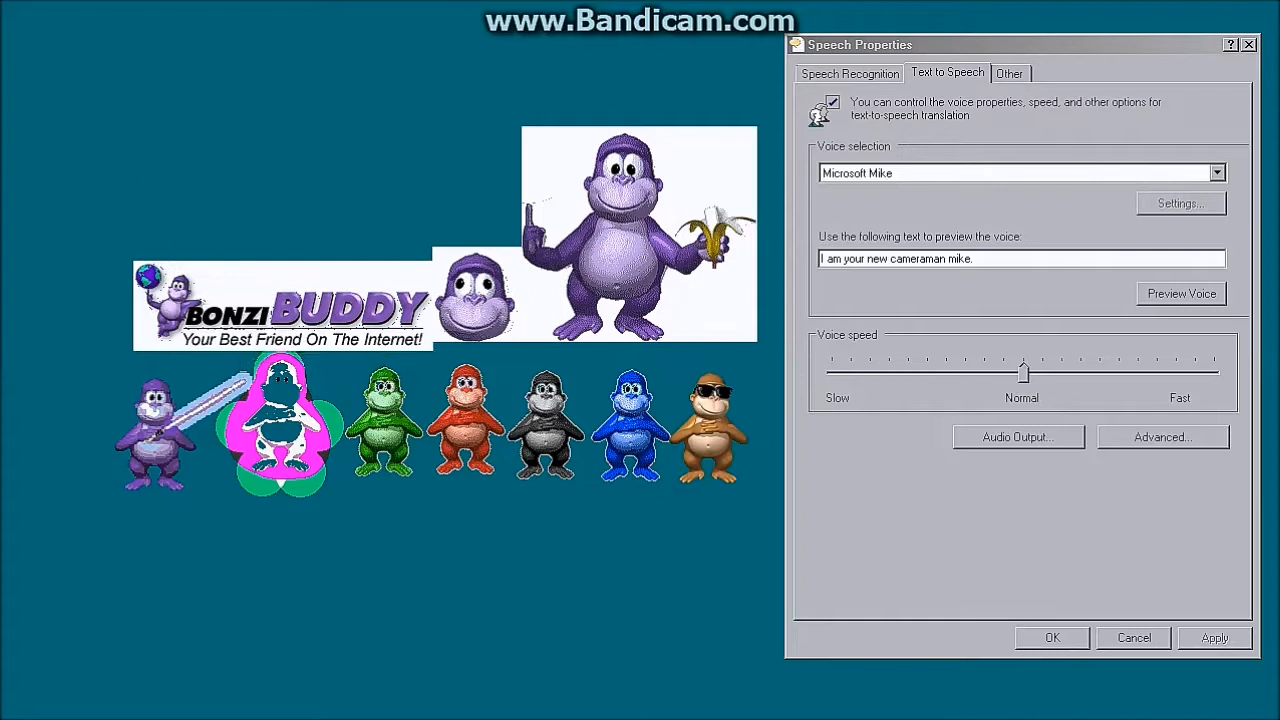 www.Bandicam.com
Speech Properties
Speech Recognition
Text to Speech
Other
You can control the voice properties, speed, and other options for
text-to-speech translation
Voice selection
Microsoft Mike
Settings...
Use the following text to preview the voice:
I am your new cameraman mike.
Preview Voice
Voice speed
Slow
Normal
Fast
Audio Output...
Advanced...
OK
Cancel
Apply
BONZIBUDDY
Your Best Friend On The Internet!